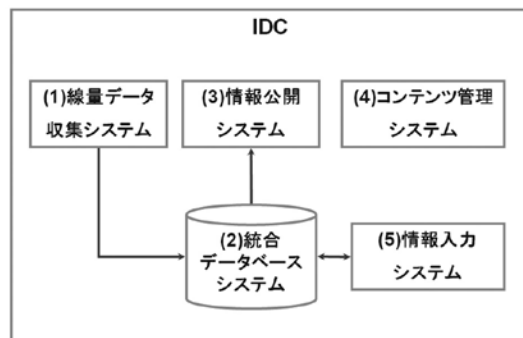 IDC
(1)線量データ
収集システム
(3)情報公開
システム
(4)コンテンツ管理
システム
(2)統合
データベース
システム
(5)情報入力
システム